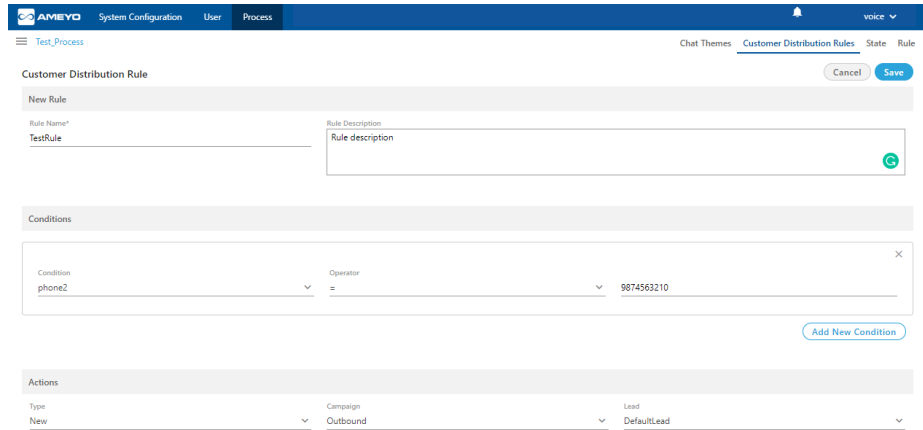 AMEYO System Configuration User Process voice
Test_Process Chat Themes Customer Distribution Rules State Rule
Customer Distribution Rule Cancel Save
New Rule
Rule Name* Rule Description
TestRule Rule description
Conditions
Condition Operator
phone2 = 9874563210
Add New Condition
Actions
Type Campaign Lead
New Outbound DefaultLead